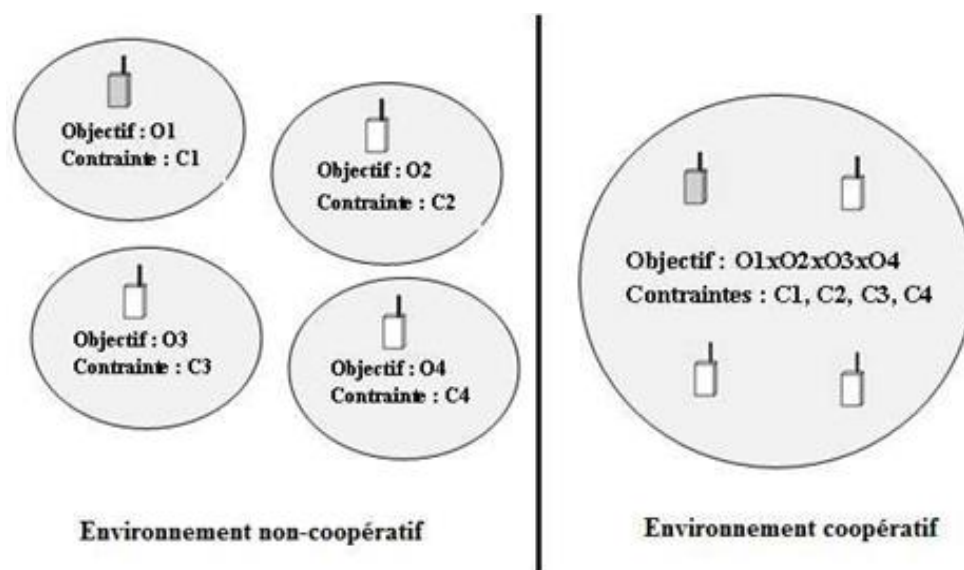 Objectif : O1
Contrainte : C1
Objectif : O2
Contrainte : C2
Objectif : O3
Contrainte : C3
Objectif : O4
Contrainte : C4
Environnement non-coopératif
Objectif : O1xO2xO3xO4
Contraintes : C1, C2, C3, C4
Environnement coopératif